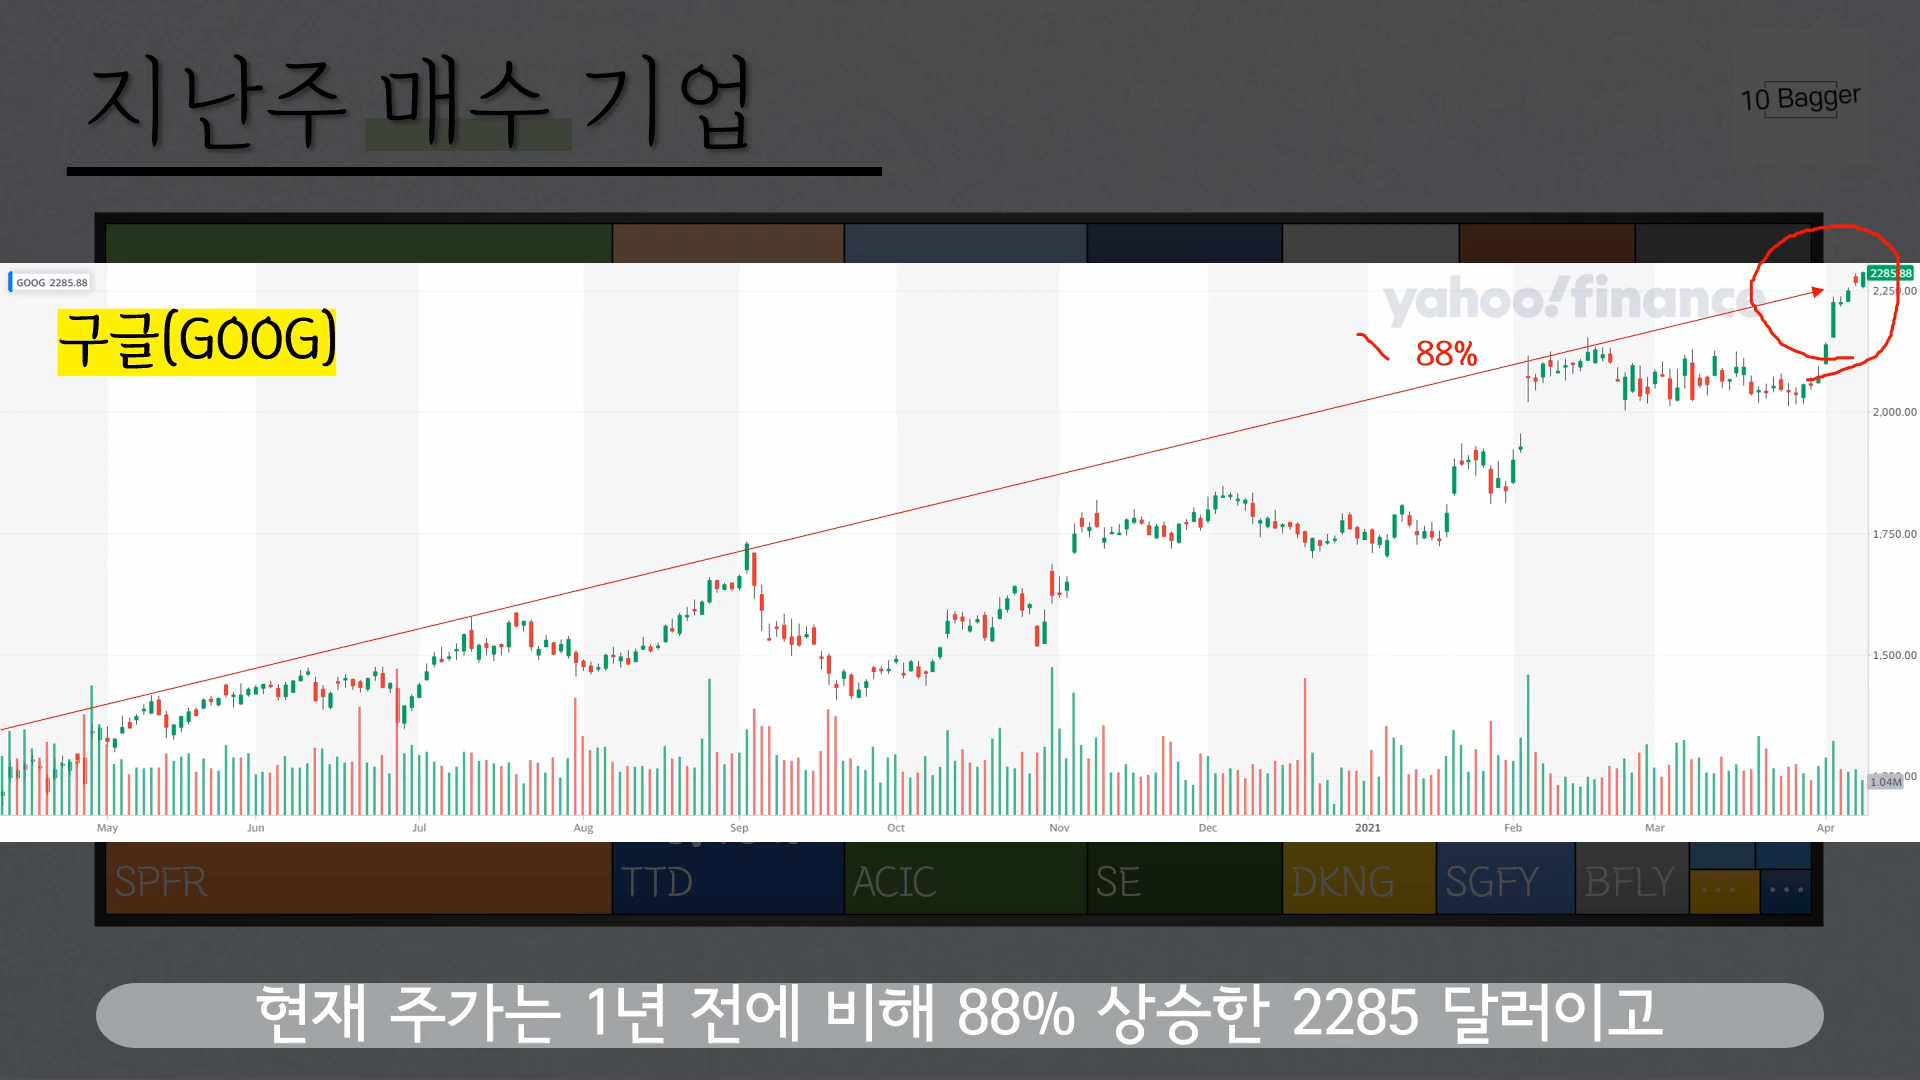 지난주 매수 기업
10 Bagger
GOOG 2285.88
yahoo!finance
2285.88
2,250.00
구글(GOOG)
88%
2,000.00
1,750.00
1,500.00
1.04M
May Jun Jul Aug Sep Oct Nov Dec 2021 Feb Mar Apr
SPFR TTD ACIC SE DKNG SGFY BFLY ... ...
현재 주가는 1년 전에 비해 88% 상승한 2285 달러이고